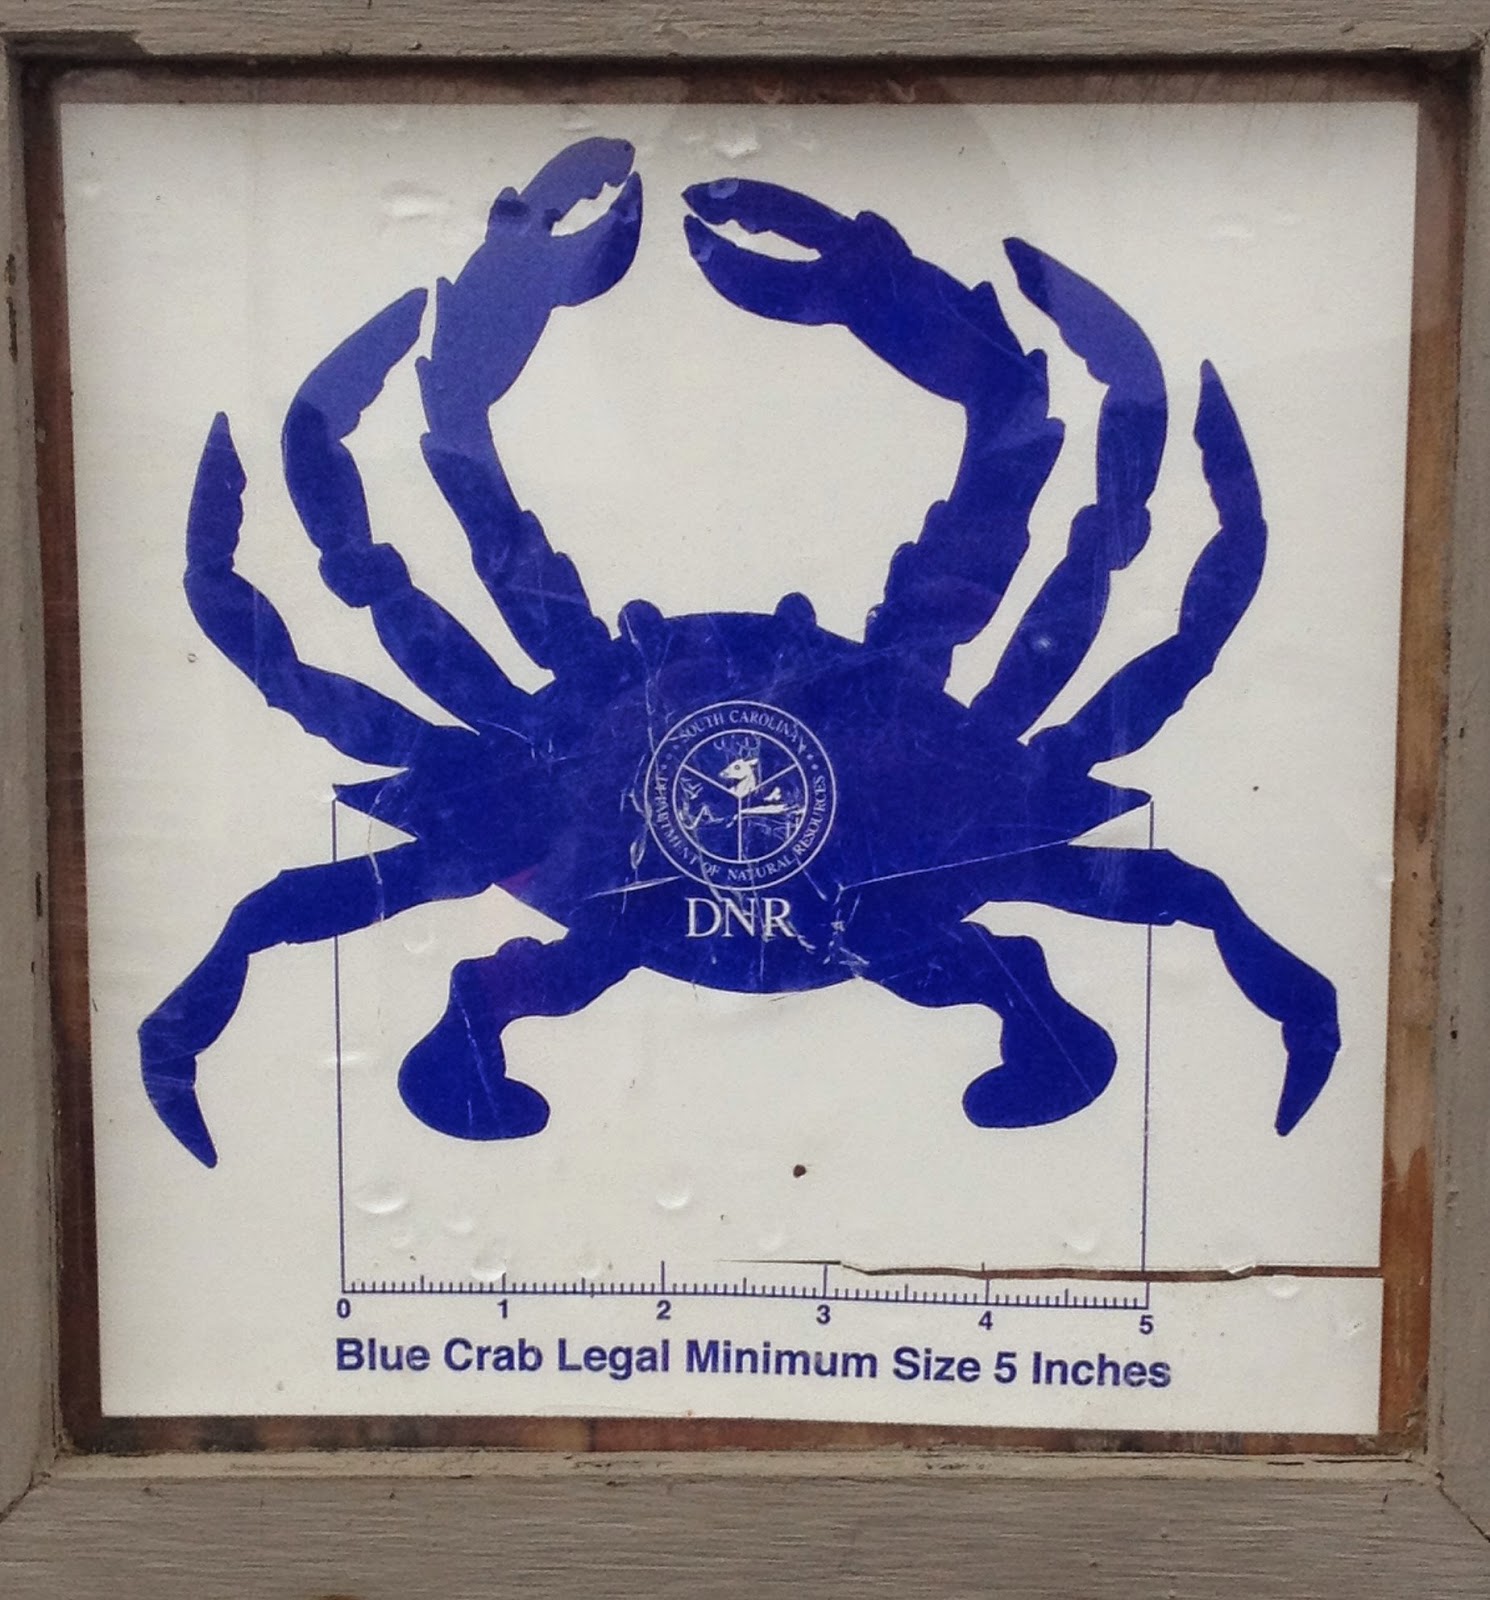 SOUTH CAROLINA
DEPARTMENT OF NATURAL RESOURCES
DNR
0 1 2 3 4 5
Blue Crab Legal Minimum Size 5 Inches